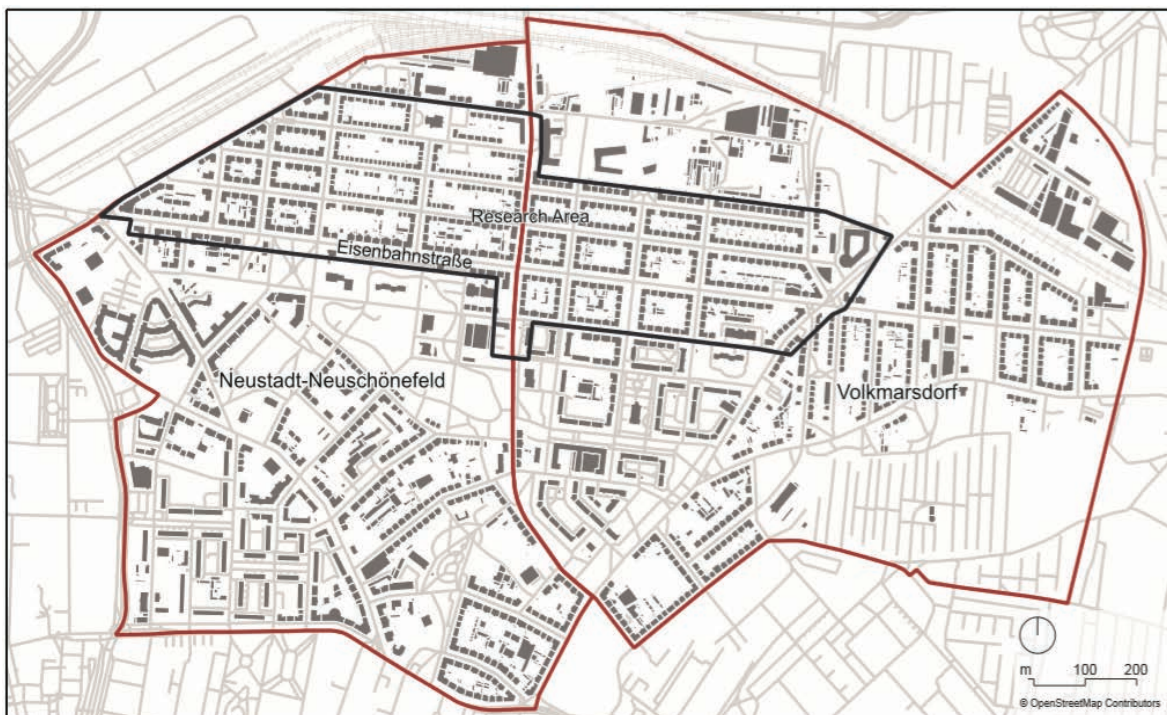 Research Area
Eisenbahnstraße
Neustadt-Neuschönefeld
Volkmarsdorf
m 100 200
© OpenStreetMap Contributors